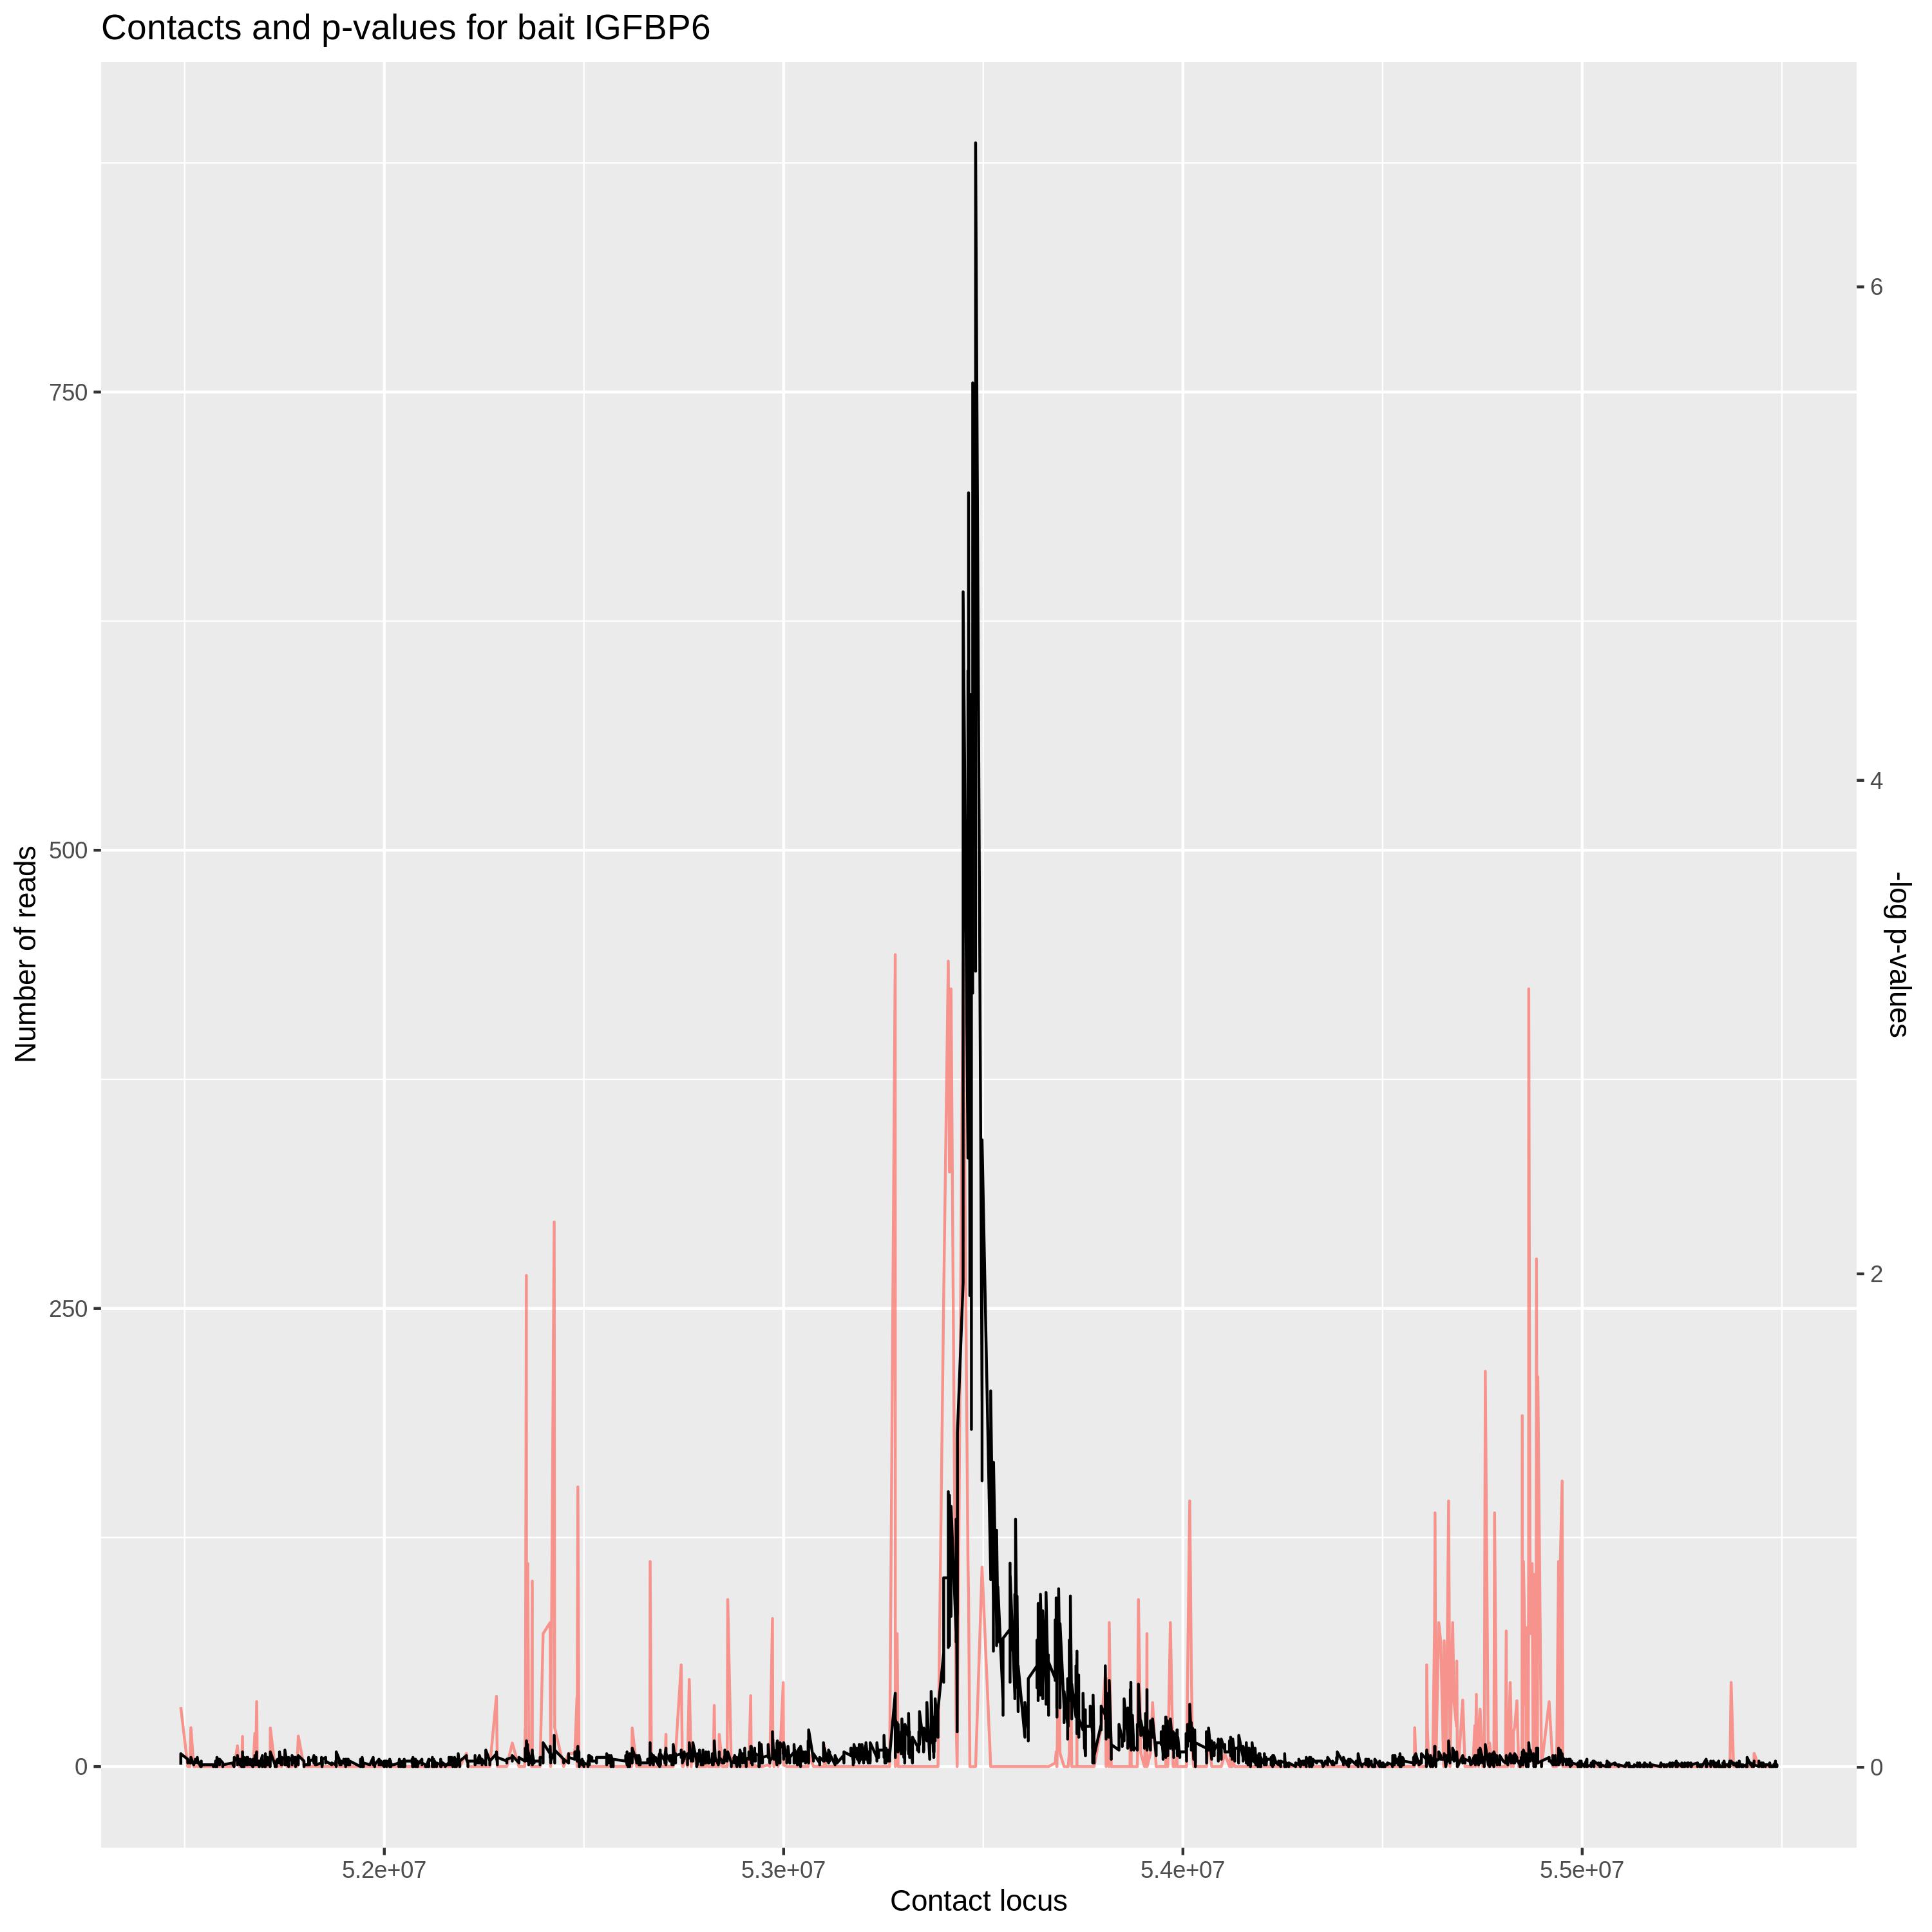 Contacts and p-values for bait IGFBP6
Number of reads
750
500
250
0
6
4
2
0
-log p-values
5.2e+07 5.3e+07 5.4e+07 5.5e+07
Contact locus